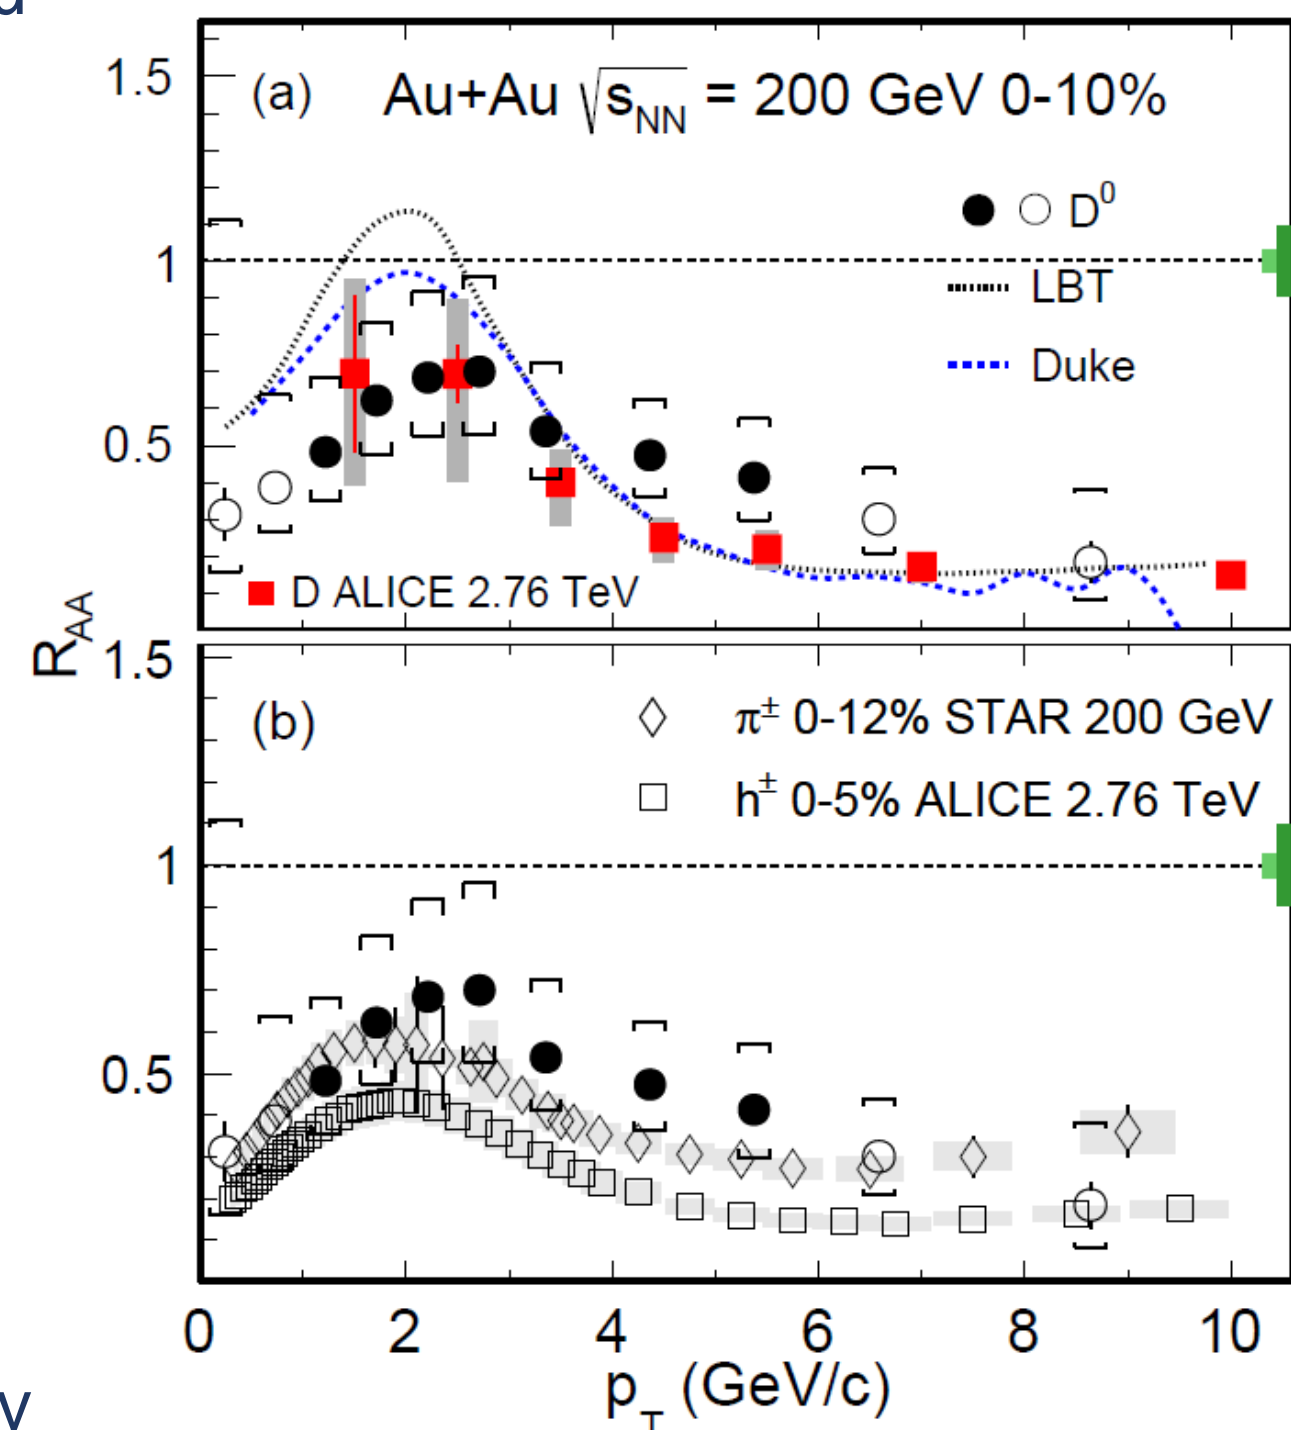 d
1.5
(a) Au+Au √sNN = 200 GeV 0-10%
D0
1
LBT
Duke
0.5
D ALICE 2.76 TeV
RAA
1.5
(b) π± 0-12% STAR 200 GeV
h± 0-5% ALICE 2.76 TeV
1
0.5
0 2 4 6 8 10
pT (GeV/c)
v